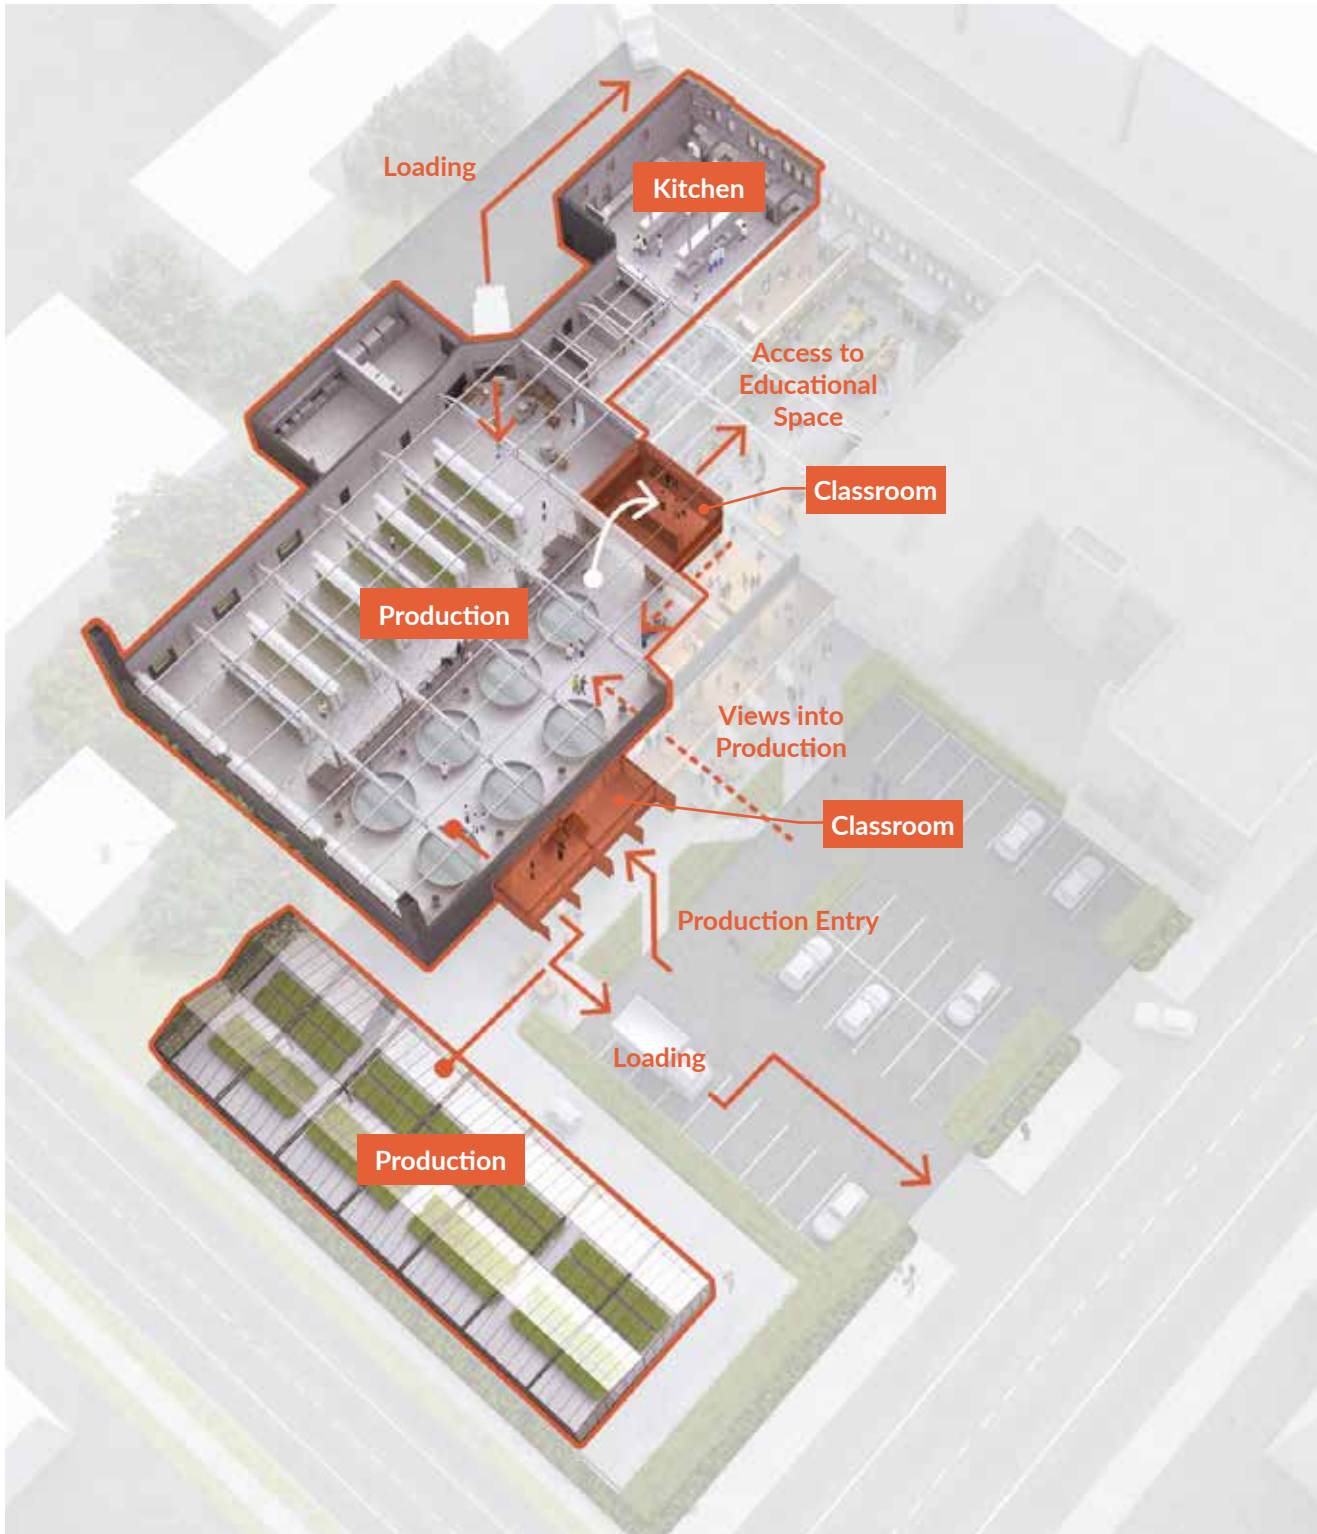 Loading
Kitchen
Access to
Educational
Space
Classroom
Production
Views into
Production
Classroom
Production Entry
Loading
Production